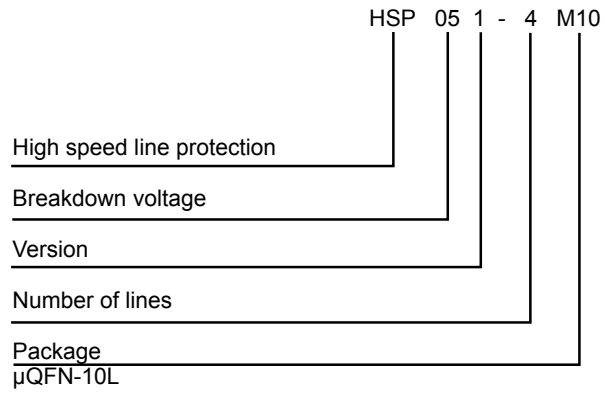 HSP 05 1 - 4 M10
High speed line protection
Breakdown voltage
Version
Number of lines
Package
µQFN-10L